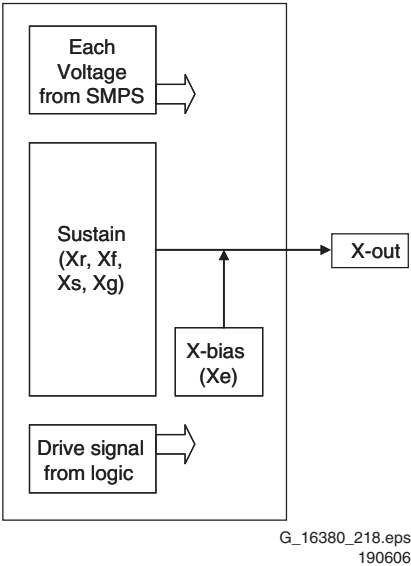 Each
Voltage
from SMPS
Sustain
(Xr, Xf,
Xs, Xg)
X-out
X-bias
(Xe)
Drive signal
from logic
G_16380_218.eps
190606